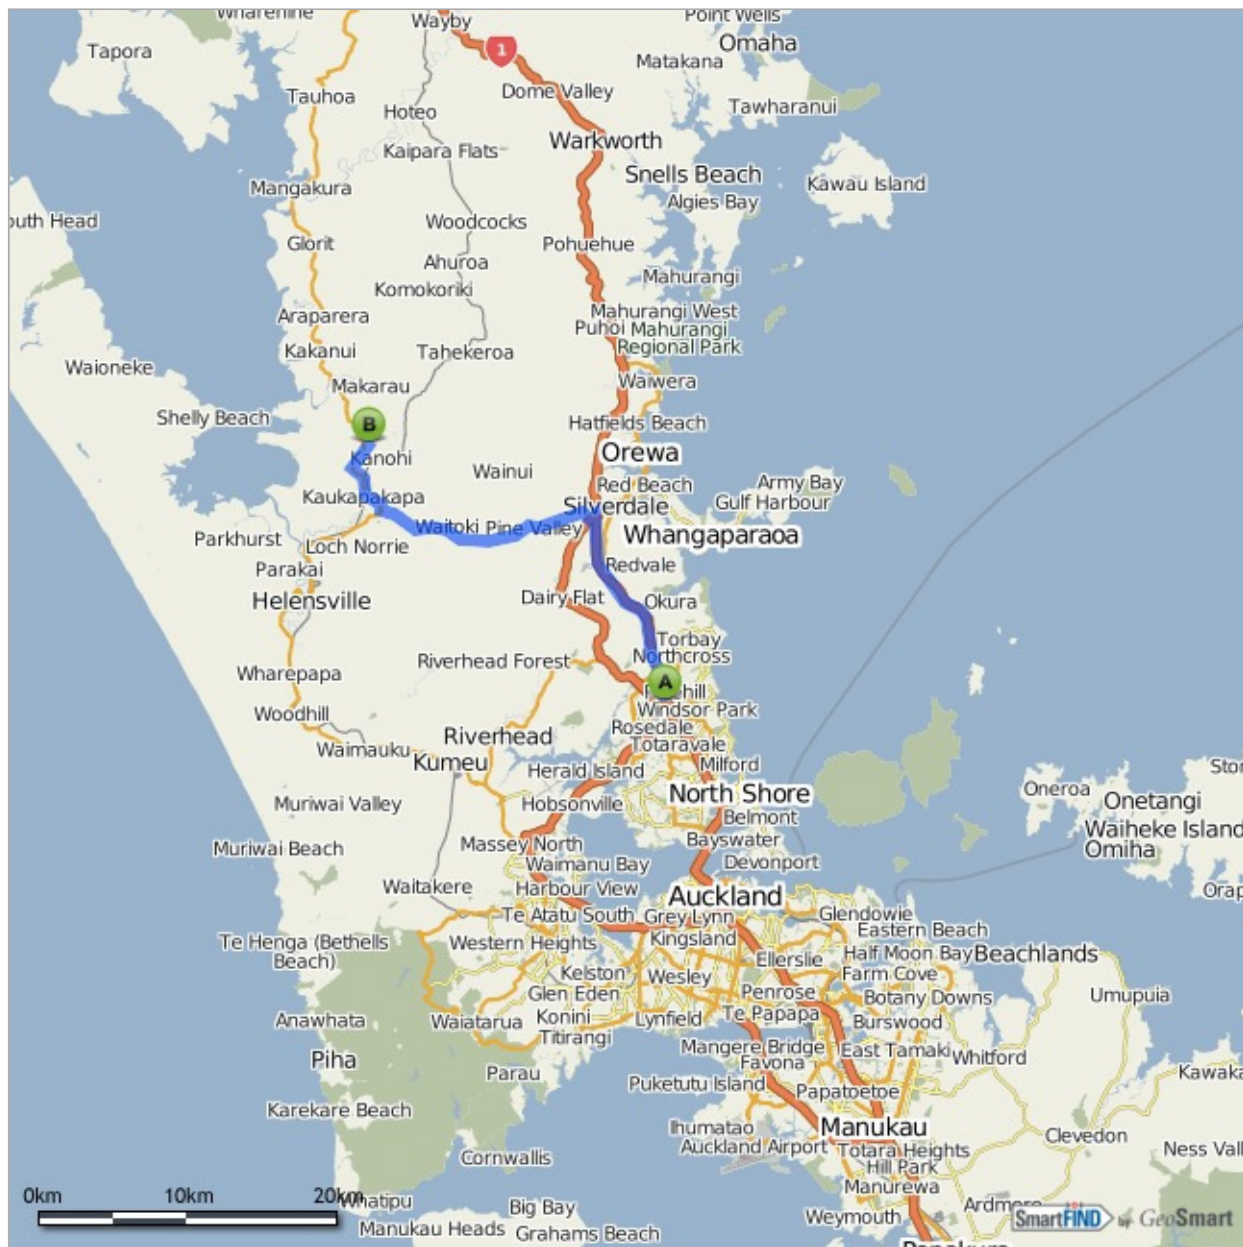 Wharehine
Wayby
Point Wells
Tapora
1
Omaha
Matakana
Tauhoa
Dome Valley
Hoteo
Tawharanui
Warkworth
Kaipara Flats
Snells Beach
Mangakura
Kawau Island
Algies Bay
outh Head
Woodcocks
Glorit
Pohuehue
Ahuroa
Mahurangi
Komokoriki
Araparera
Mahurangi West
Puhoi
Mahurangi
Regional Park
Kakanui
Tahekeroa
Waioneke
Makarau
Waiwera
Shelly Beach
B
Hatfields Beach
Kanohi
Orewa
Wainui
Red Beach
Army Bay
Kaukapakapa
Gulf Harbour
Silverdale
Waitoki
Pine Valley
Whangaparaoa
Parkhurst
Loch Norrie
Parakai
Redvale
Helensville
Dairy Flat
Okura
Torbay
Riverhead Forest
Northcross
Wharepapa
A
Windsor Park
Woodhill
Rosedale
Waimauku
Riverhead
Totaravale
Kumeu
Herald Island
Milford
Oneroa
Muriwai Valley
Hobsonville
North Shore
Onetangi
Belmont
Waiheke Island
Muriwai Beach
Massey North
Bayswater
Omiha
Waimanu Bay
Devonport
Waitakere
Harbour View
Auckland
Orap
Te Atatu South
Grey Lynn
Glendowie
Te Henga (Bethells
Beach)
Western Heights
Kingsland
Eastern Beach
Ellerslie
Half Moon Bay
Beachlands
Kelston
Wesley
Farm Cove
Glen Eden
Penrose
Botany Downs
Umupuia
Anawhata
Waiatarua
Konini
Lynfield
Te Papapa
Burswood
Titirangi
Mangere Bridge
East Tamaki
Whitford
Piha
Favona
Parau
Puketutu Island
Papatoetoe
Kawaka
Karekare Beach
Ihumatao
Manukau
Auckland Airport
Totara Heights
Clevedon
Cornwallis
Hill Park
Ness Vall
0km
10km
20km
Whatipu
Manurewa
Big Bay
Weymouth
Ardmore
Manukau Heads
Grahams Beach
SmartFIND by GeoSmart